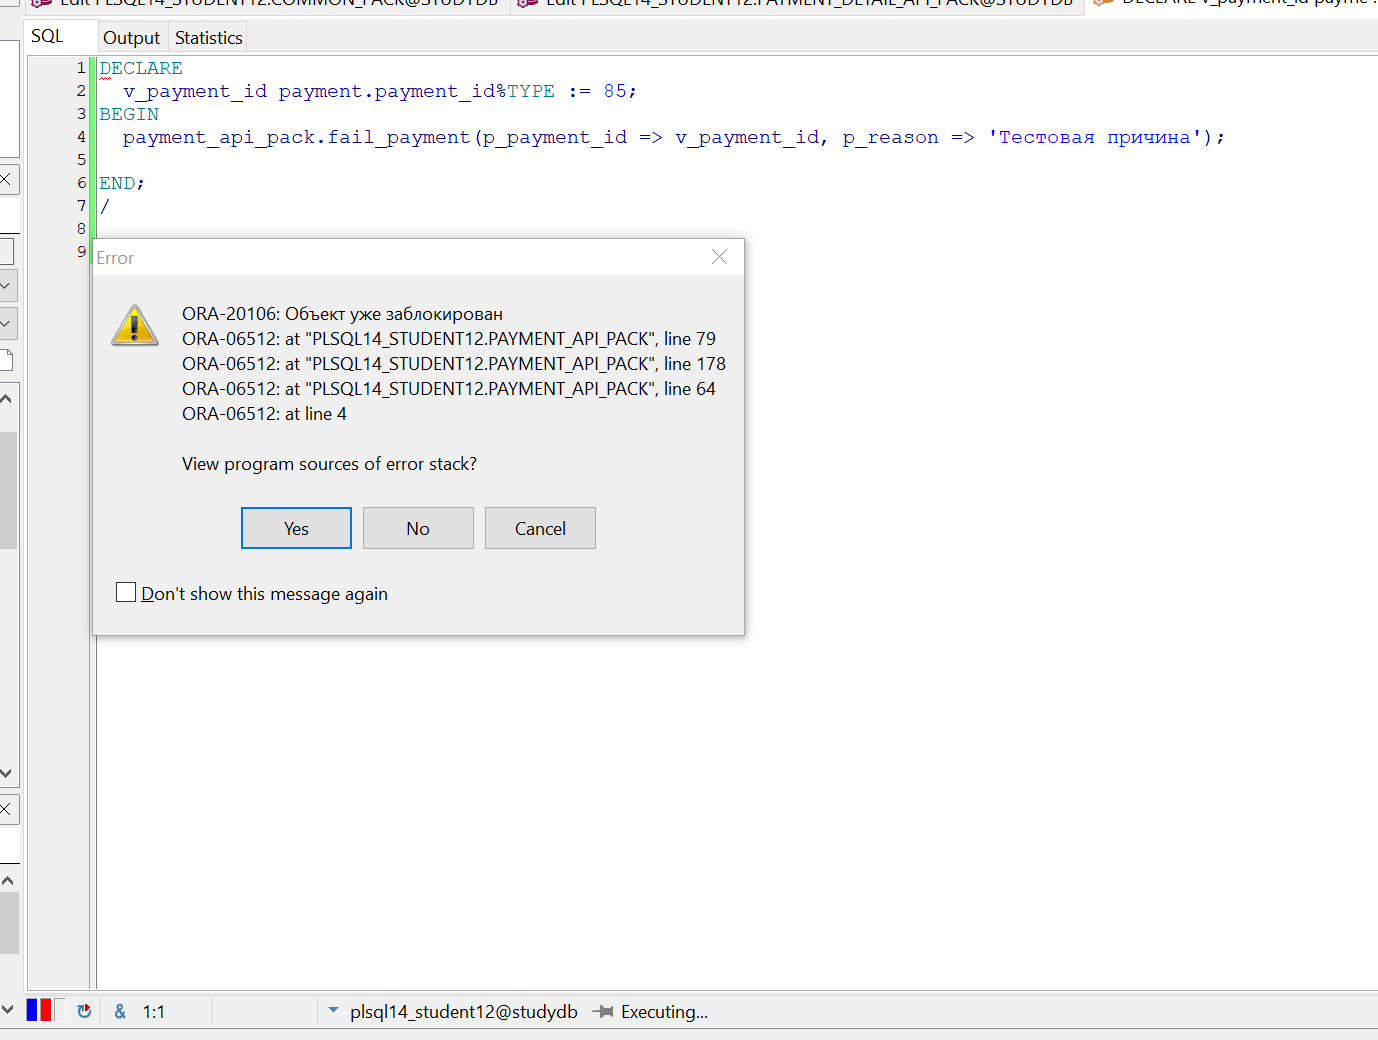 Edit PLSQL14_STUDENT12.COMMON_PACK@STUDYDB Edit PLSQL14_STUDENT12.PAYMENT_DETAIL_API_PACK@STUDYDB DECLARE v_payment_id payme
SQL Output Statistics
1 DECLARE
2 v_payment_id payment.payment_id%TYPE := 85;
3 BEGIN
4 payment_api_pack.fail_payment(p_payment_id => v_payment_id, p_reason => 'Тестовая причина');
5
6 END;
7 /
8
9
Error
ORA-20106: Объект уже заблокирован
ORA-06512: at "PLSQL14_STUDENT12.PAYMENT_API_PACK", line 79
ORA-06512: at "PLSQL14_STUDENT12.PAYMENT_API_PACK", line 178
ORA-06512: at "PLSQL14_STUDENT12.PAYMENT_API_PACK", line 64
ORA-06512: at line 4
View program sources of error stack?
Yes No Cancel
Don't show this message again
& 1:1 plsql14_student12@studydb Executing...